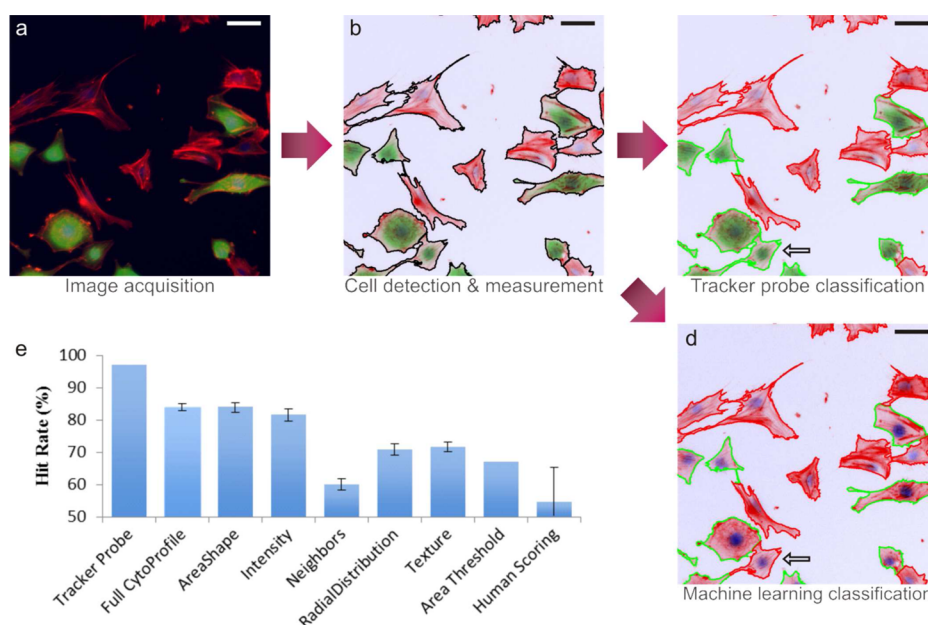 a
b
Image acquisition
Cell detection & measurement
Tracker probe classification
d
e
Hit Rate (%)
100
90
80
70
60
50
Tracker Probe
Full CytoProfile
AreaShape
Intensity
Neighbors
RadialDistribution
Texture
Area Threshold
Human Scoring
Machine learning classification